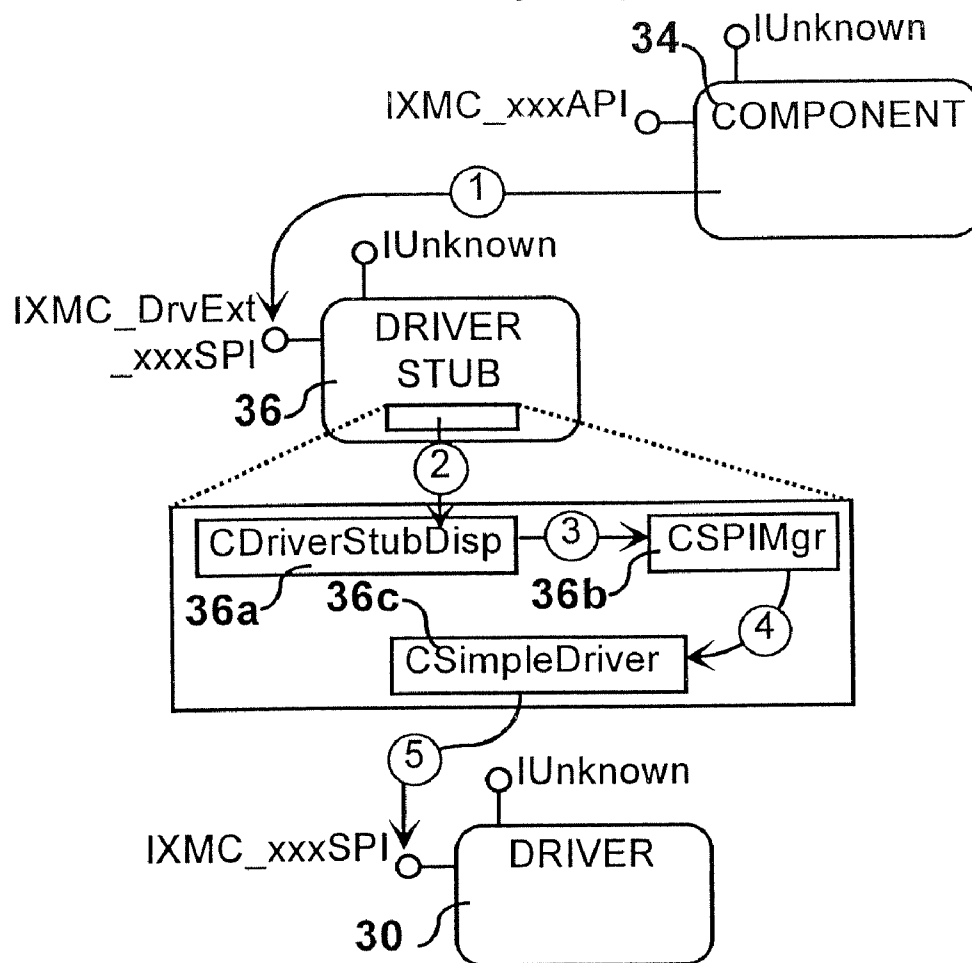 IUnknown
34
COMPONENT
IXMC_xxxAPI
1
IUnknown
IXMC_DrvExt
_xxxSPI
DRIVER
STUB
36
2
CDriverStubDisp
3
CSPIMgr
36a
36c
36b
4
CSimpleDriver
5
IUnknown
IXMC_xxxSPI
DRIVER
30